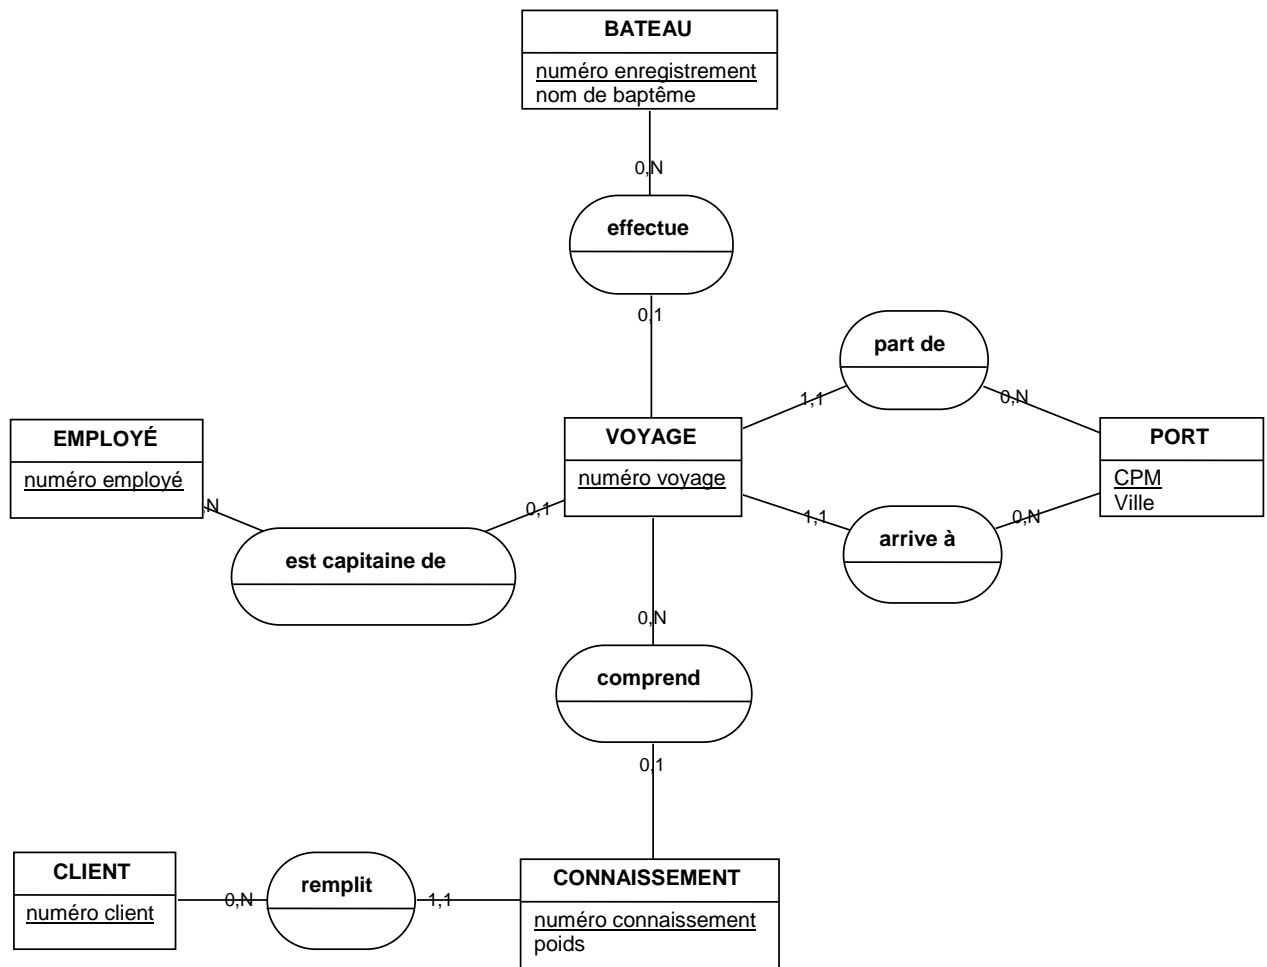 BATEAU
numéro enregistrement
nom de baptême
0,N
effectue
0,1
part de
1,1
0,N
EMPLOYÉ
numéro employé
VOYAGE
numéro voyage
PORT
CPM
Ville
,N
0,1
1,1
0,N
est capitaine de
arrive à
0,N
comprend
0,1
CLIENT
numéro client
0,N
remplit
1,1
CONNAISSEMENT
numéro connaissement
poids